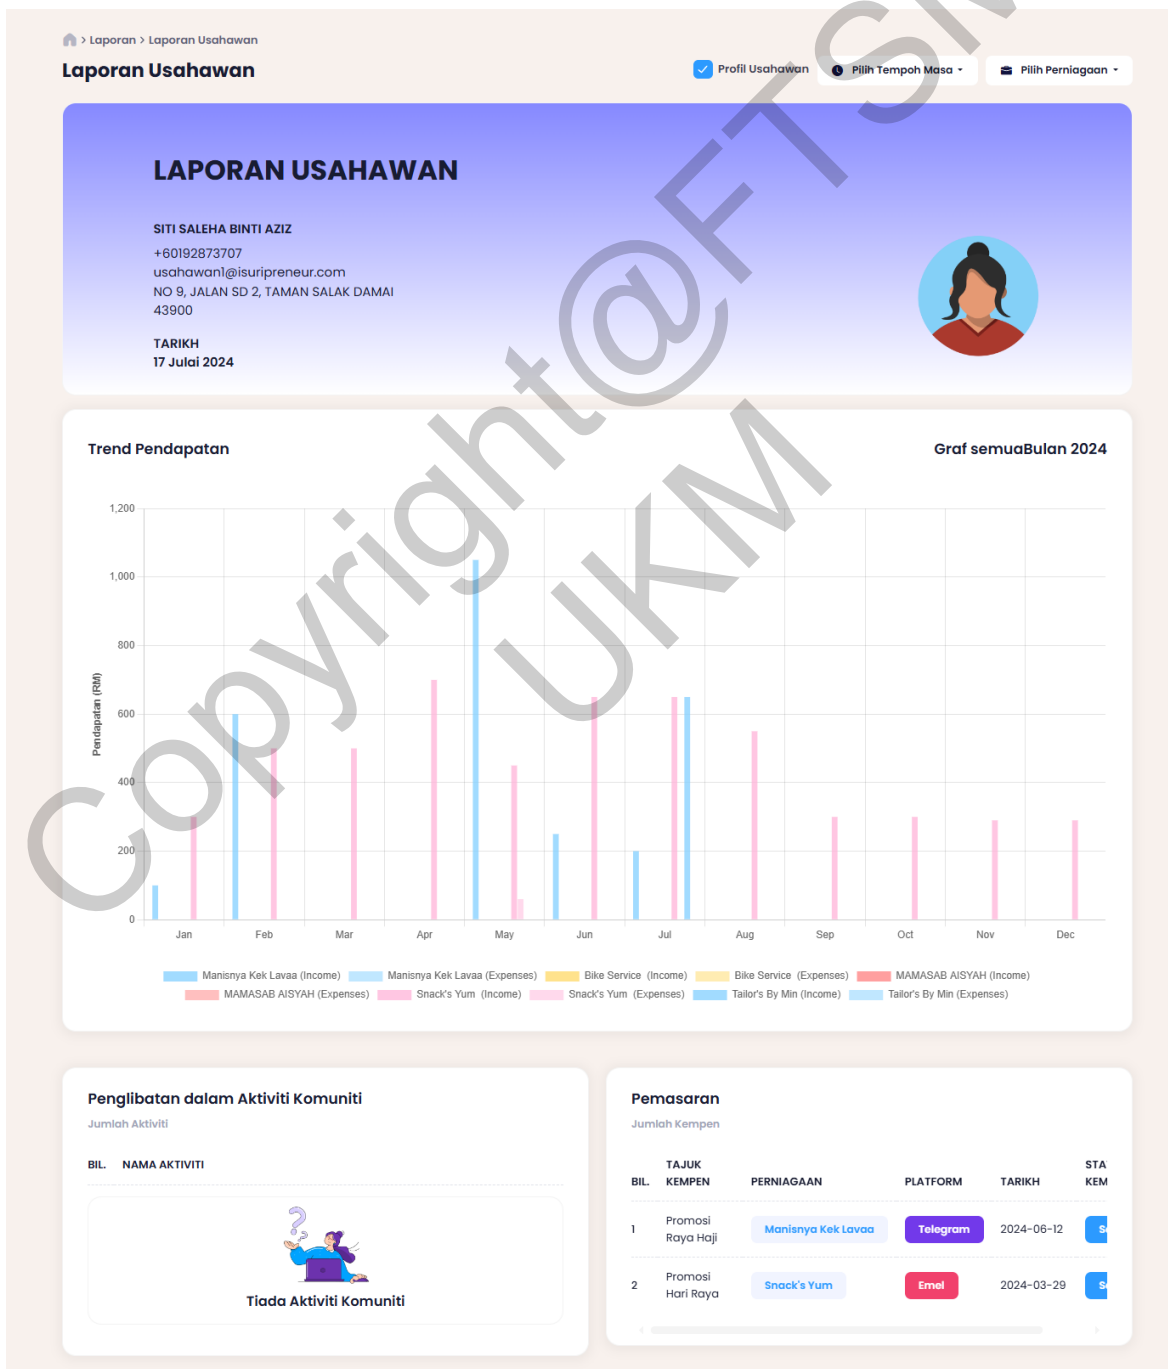 > Laporan > Laporan Usahawan
Laporan Usahawan
Profil Usahawan
Pilih Tempoh Masa
Pilih Perniagaan
LAPORAN USAHAWAN
SITI SALEHA BINTI AZIZ
+60192873707
usahawan1@isuripreneur.com
NO 9, JALAN SD 2, TAMAN SALAK DAMAI
43900
TARIKH
17 Julai 2024
Trend Pendapatan
Graf semuaBulan 2024
1,200
1,000
800
600
400
200
0
Pendapatan (RM)
Jan Feb Mar Apr May Jun Jul Aug Sep Oct Nov Dec
Manisnya Kek Lavaa (Income) Manisnya Kek Lavaa (Expenses) Bike Service (Income) Bike Service (Expenses) MAMASAB AISYAH (Income)
MAMASAB AISYAH (Expenses) Snack's Yum (Income) Snack's Yum (Expenses) Tailor's By Min (Income) Tailor's By Min (Expenses)
Penglibatan dalam Aktiviti Komuniti
Jumlah Aktiviti
BIL. NAMA AKTIVITI
Tiada Aktiviti Komuniti
Pemasaran
Jumlah Kempen
BIL. TAJUK KEMPEN PERNIAGAAN PLATFORM TARIKH
1 Promosi Raya Haji Manisnya Kek Lavaa Telegram 2024-06-12
2 Promosi Hari Raya Snack's Yum Emel 2024-03-29
Copyright@FTSM
UKM